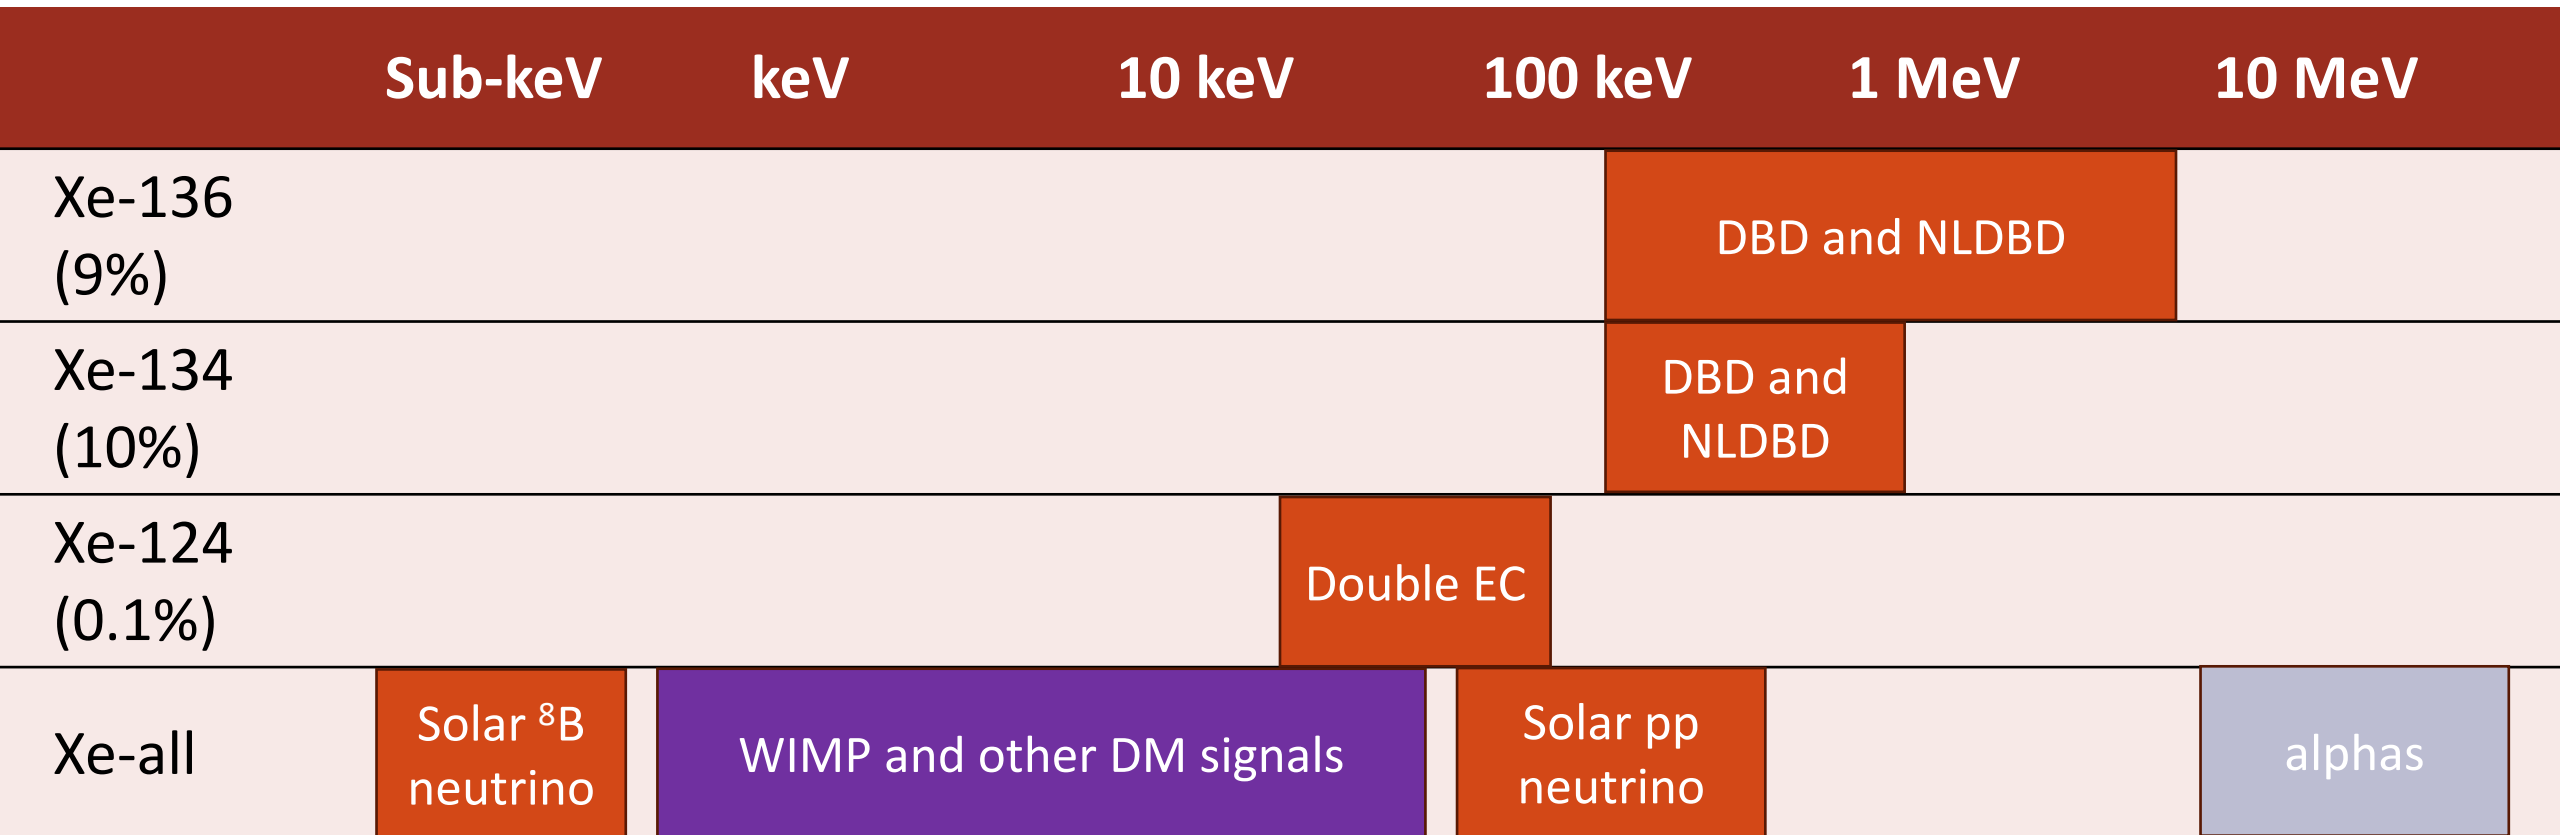 Sub-keV keV 10 keV 100 keV 1 MeV 10 MeV
Xe-136
(9%)
DBD and NLDBD
Xe-134
(10%)
DBD and
NLDBD
Xe-124
(0.1%)
Double EC
Xe-all
Solar ⁸B
neutrino
WIMP and other DM signals
Solar pp
neutrino
alphas